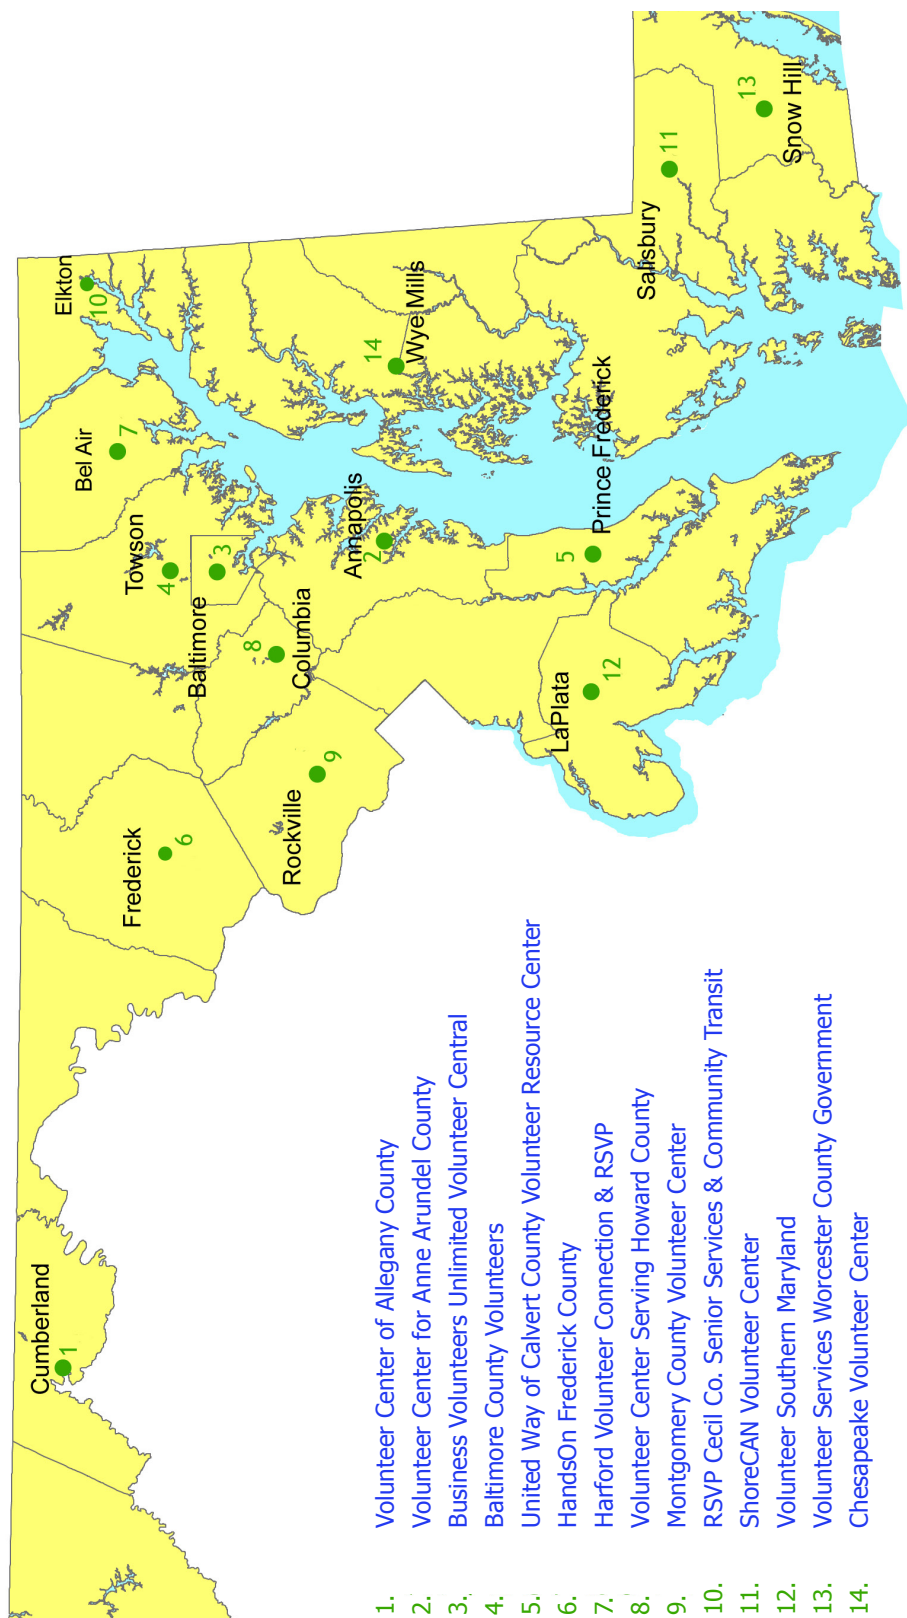 Cumberland
1
Frederick
6
Rockville
9
Baltimore
3
Towson
4
Columbia
8
Bel Air
7
Elkton
10
Annapolis
2
Wye Mills
14
LaPlata
12
Prince Frederick
5
Salisbury
11
Snow Hill
13
1. Volunteer Center of Allegany County
2. Volunteer Center for Anne Arundel County
3. Business Volunteers Unlimited Volunteer Central
4. Baltimore County Volunteers
5. United Way of Calvert County Volunteer Resource Center
6. HandsOn Frederick County
7. Harford Volunteer Connection & RSVP
8. Volunteer Center Serving Howard County
9. Montgomery County Volunteer Center
10. RSVP Cecil Co. Senior Services & Community Transit
11. ShoreCAN Volunteer Center
12. Volunteer Southern Maryland
13. Volunteer Services Worcester County Government
14. Chesapeake Volunteer Center